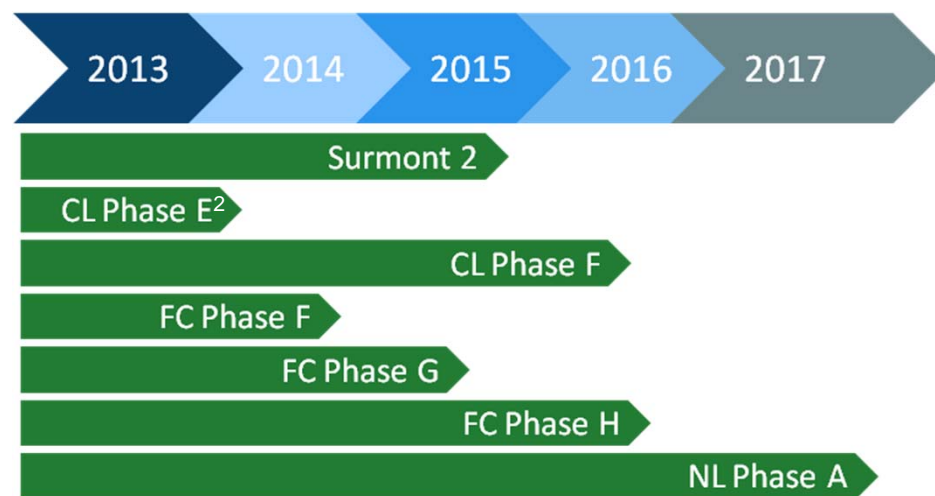 2013 2014 2015 2016 2017
Surmont 2
CL Phase E²
CL Phase F
FC Phase F
FC Phase G
FC Phase H
NL Phase A